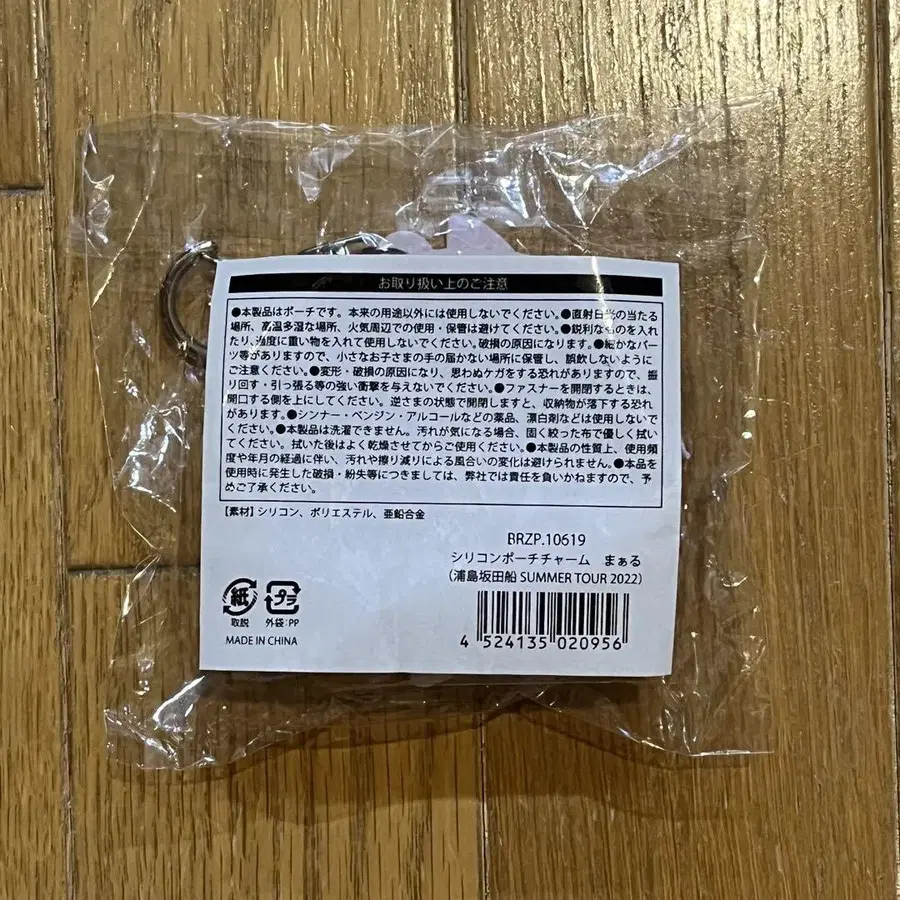 お取り扱い上のご注意
●本製品はポーチです。本来の用途以外には使用しないでください。●直射日光の当たる
場所、高温多湿な場所、火気周辺での使用・保管は避けてください。●鋭利なものを入れ
たり、過度に重い物を入れて使用しないでください。破損の原因になります。●細かなパー
ツ等がありますので、小さなお子さまの手の届かない場所に保管し、誤飲しないように
ご注意ください。●変形・破損の原因になり、思わぬケガをする恐れがありますので、振
り回す・引っ張る等の強い衝撃を与えないでください。●ファスナーを開閉するときは、
開口する側を上にしてください。逆さまの状態で開閉しますと、収納物が落下する恐れ
があります。●シンナー・ベンジン・アルコールなどの薬品、漂白剤などは使用しないで
ください。●本製品は洗濯できません。汚れが気になる場合、固く絞った布で優しく拭い
てください。拭いた後はよく乾燥させてからご使用ください。●本製品の性質上、使用頻
度や年月の経過に伴い、汚れや擦り減りによる風合いの変化は避けられません。●本品を
使用時に発生した破損・紛失等につきましては、弊社では責任を負いかねますので、予
めご了承ください。
【素材】シリコン、ポリエステル、亜鉛合金
BRZP.10619
シリコンポーチチャーム まぁる
(浦島坂田船 SUMMER TOUR 2022)
紙 プラ
取説 外袋:PP
MADE IN CHINA
4 524135 020956